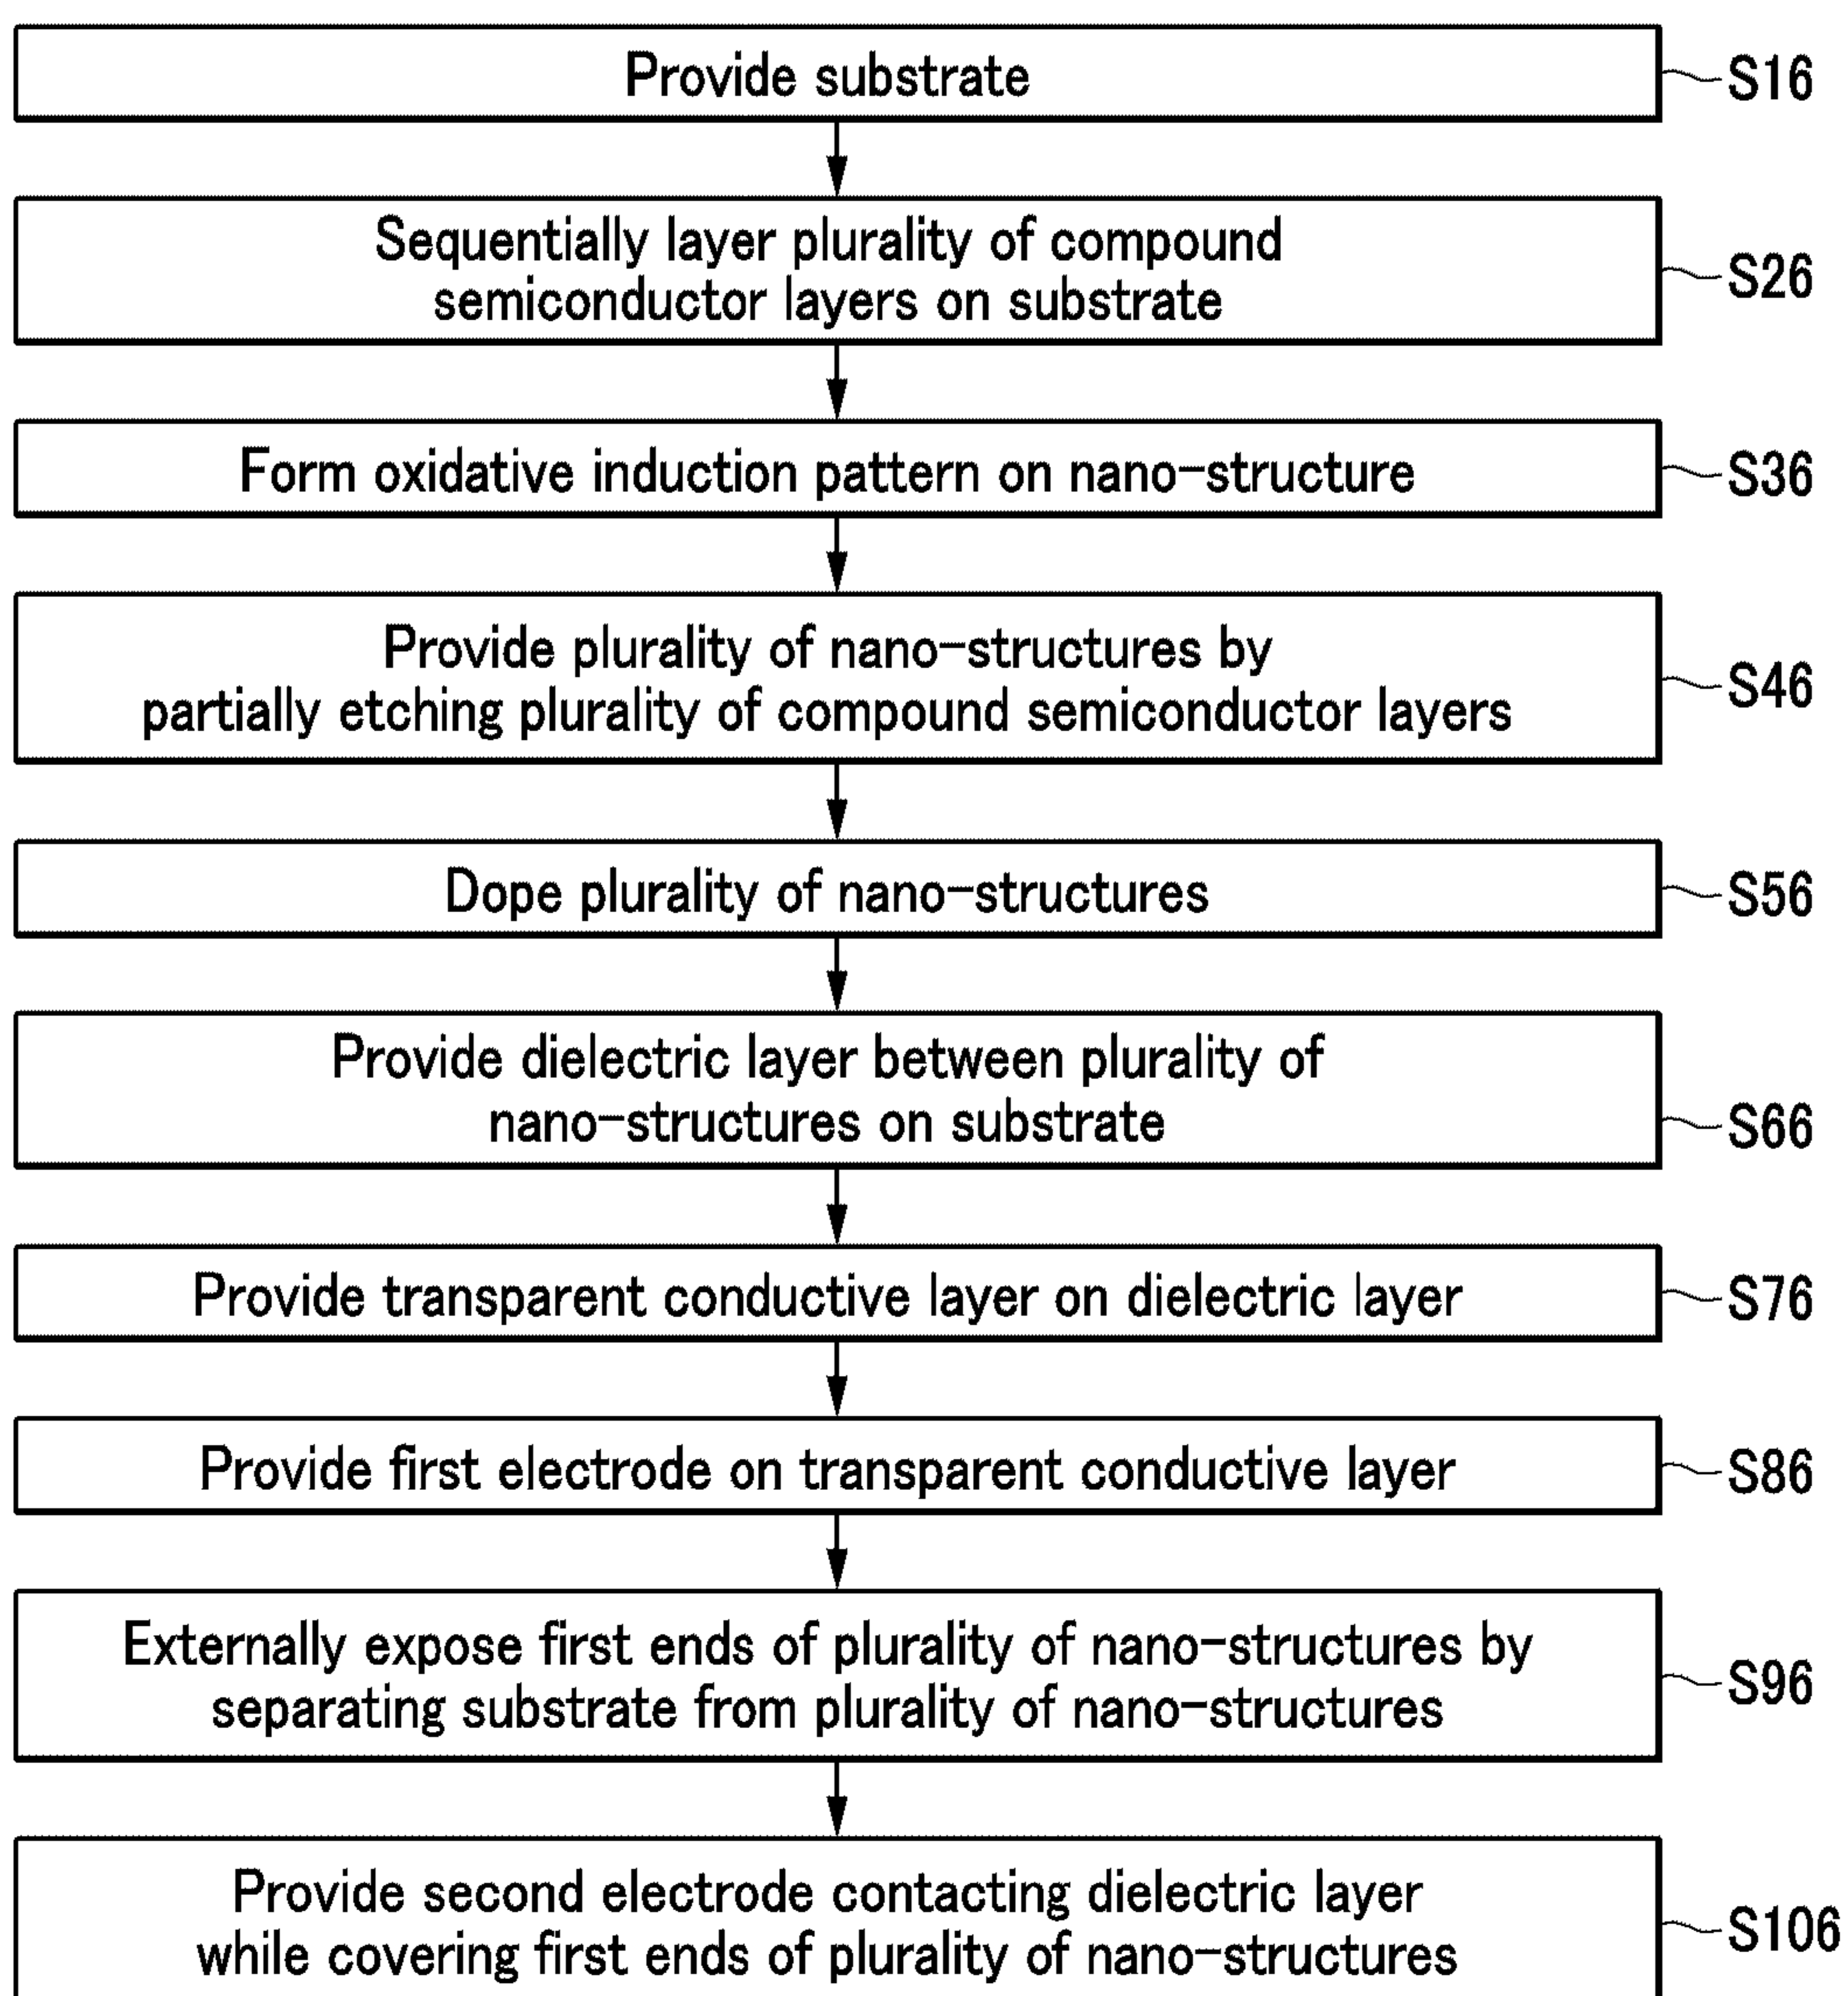 Provide substrate
S16
Sequentially layer plurality of compound
semiconductor layers on substrate
S26
Form oxidative induction pattern on nano-structure
S36
Provide plurality of nano-structures by
partially etching plurality of compound semiconductor layers
S46
Dope plurality of nano-structures
S56
Provide dielectric layer between plurality of
nano-structures on substrate
S66
Provide transparent conductive layer on dielectric layer
S76
Provide first electrode on transparent conductive layer
S86
Externally expose first ends of plurality of nano-structures by
separating substrate from plurality of nano-structures
S96
Provide second electrode contacting dielectric layer
while covering first ends of plurality of nano-structures
S106